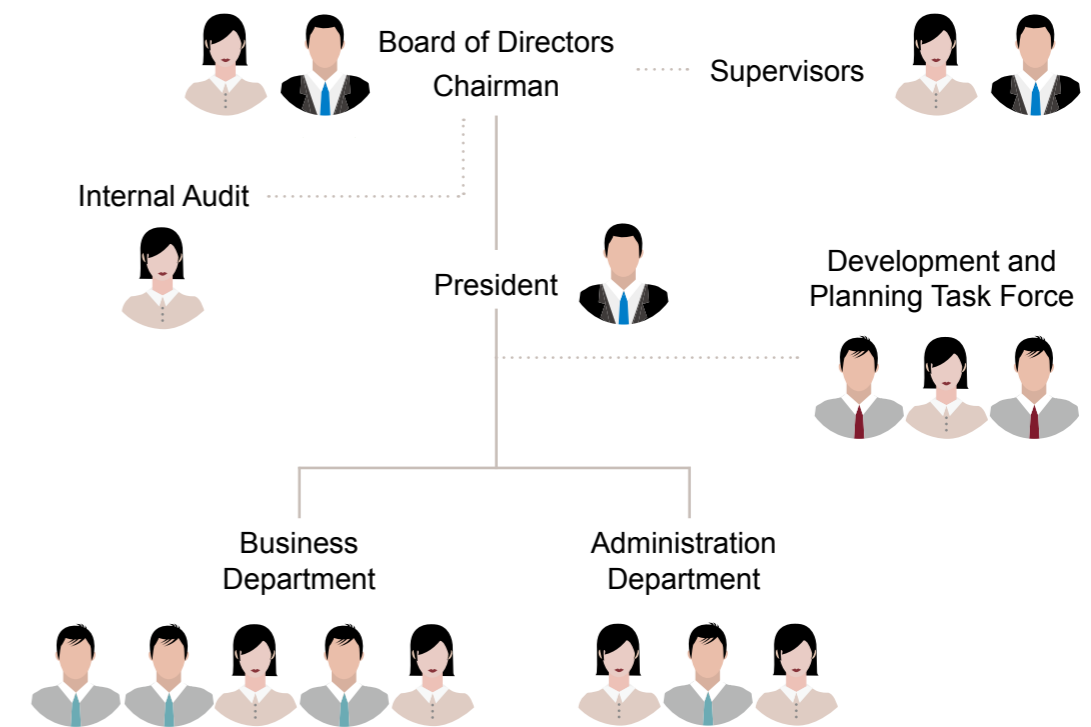 Board of Directors
Chairman
Supervisors
Internal Audit
President
Development and
Planning Task Force
Business
Department
Administration
Department